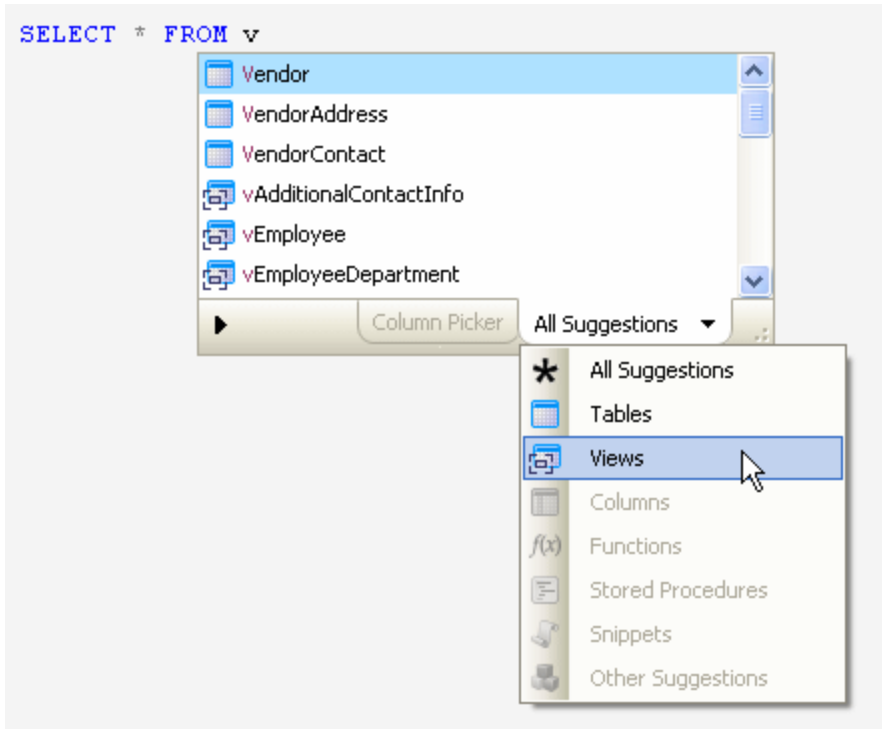 SELECT * FROM v
Vendor
VendorAddress
VendorContact
vAdditionalContactInfo
vEmployee
vEmployeeDepartment
Column Picker All Suggestions
* All Suggestions
Tables
Views
Columns
f(x) Functions
Stored Procedures
Snippets
Other Suggestions